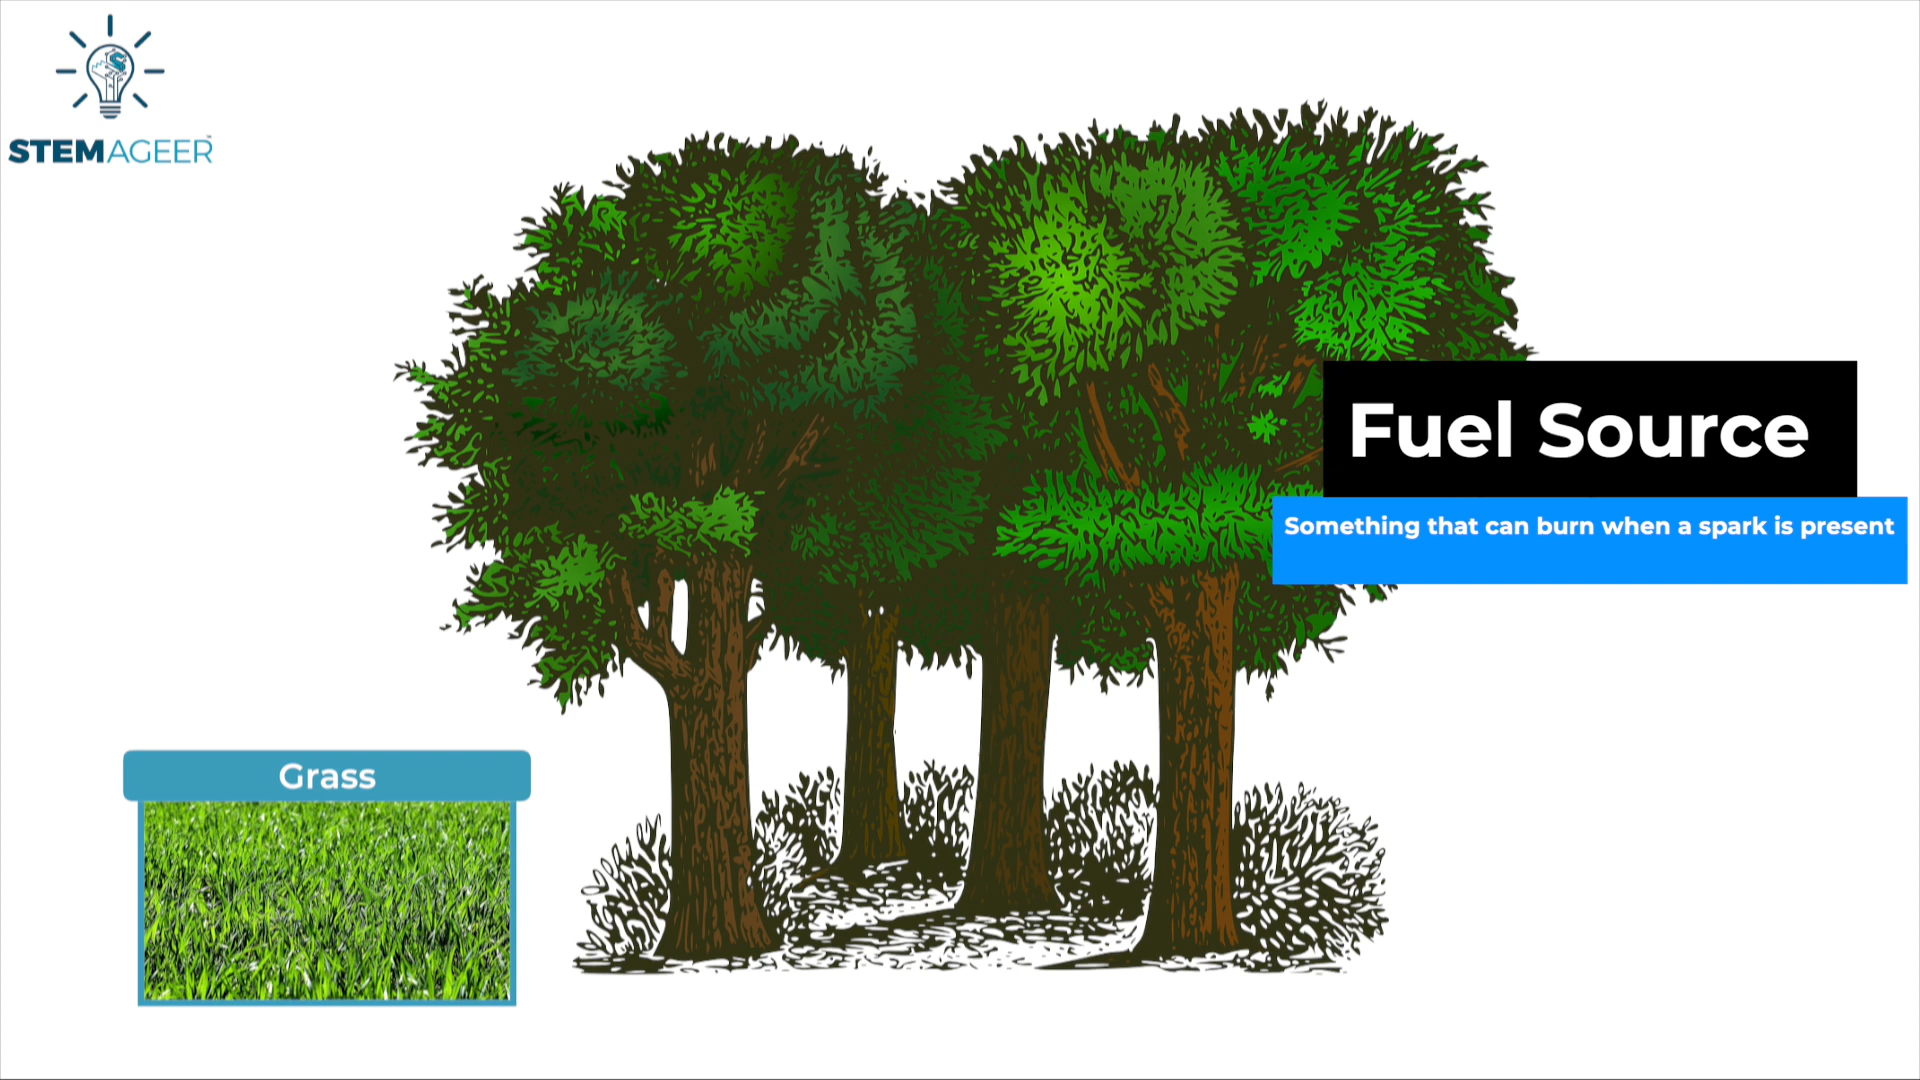 STEMAGEER
Fuel Source
Something that can burn when a spark is present
Grass